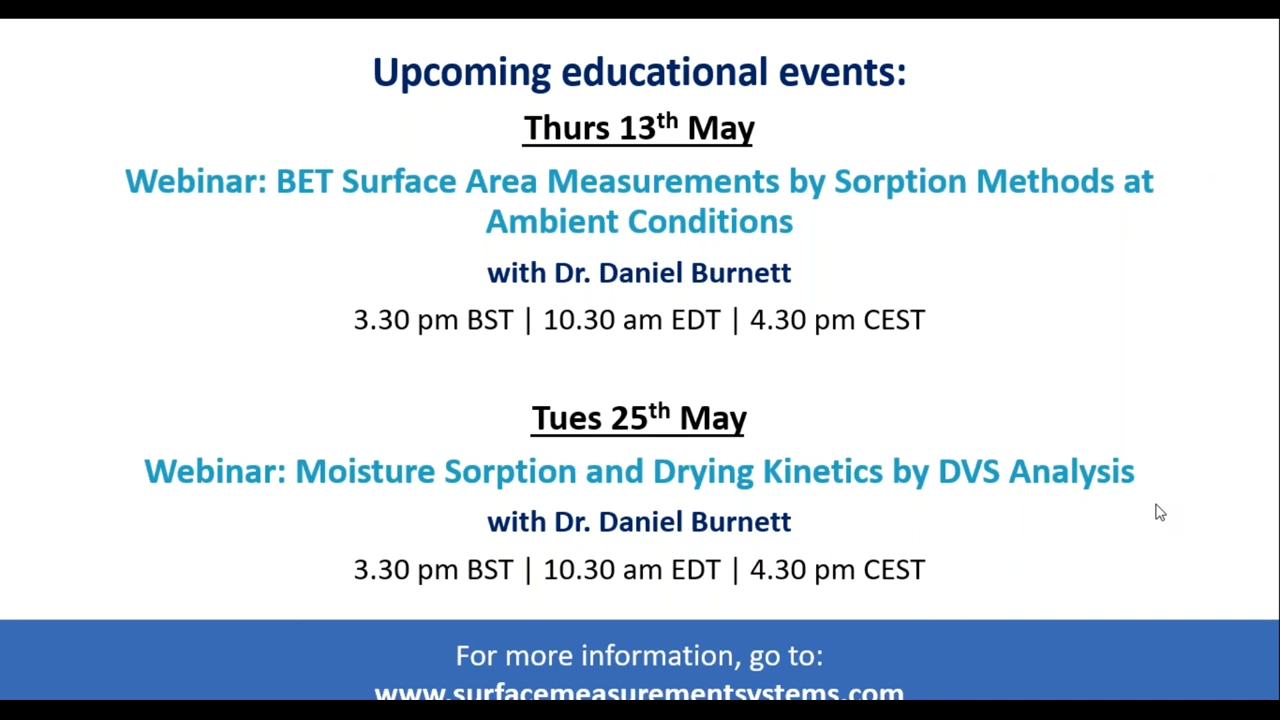 Upcoming educational events:
Thurs 13th May
Webinar: BET Surface Area Measurements by Sorption Methods at
Ambient Conditions
with Dr. Daniel Burnett
3.30 pm BST | 10.30 am EDT | 4.30 pm CEST
Tues 25th May
Webinar: Moisture Sorption and Drying Kinetics by DVS Analysis
with Dr. Daniel Burnett
3.30 pm BST | 10.30 am EDT | 4.30 pm CEST
For more information, go to:
www.surfacemeasurementsystems.com